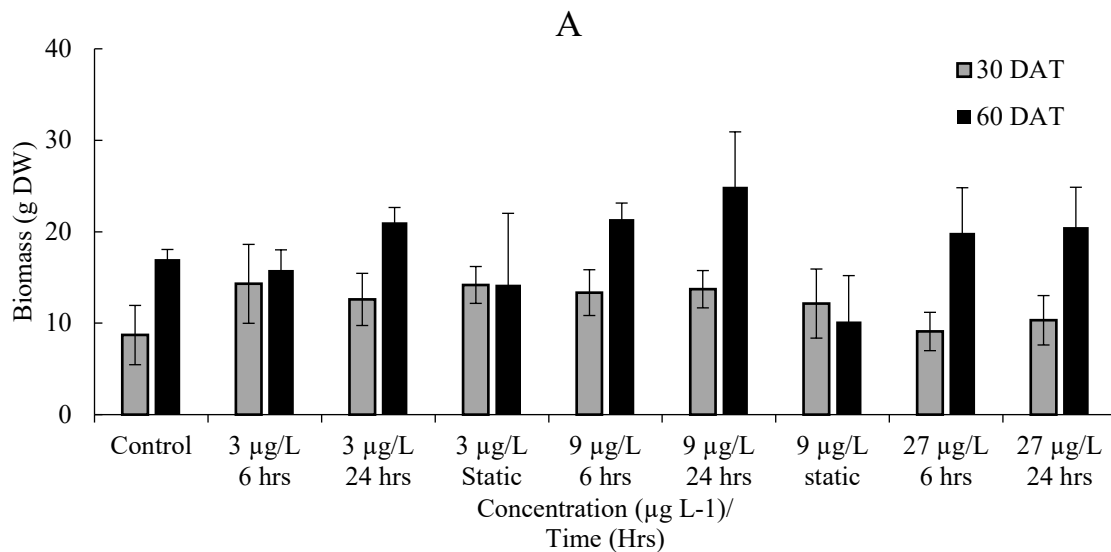 A
40
30
20
10
0
Biomass (g DW)
30 DAT
60 DAT
Control
3 µg/L
6 hrs
3 µg/L
24 hrs
3 µg/L
Static
9 µg/L
6 hrs
9 µg/L
24 hrs
9 µg/L
static
27 µg/L
6 hrs
27 µg/L
24 hrs
Concentration (µg L-1)/
Time (Hrs)